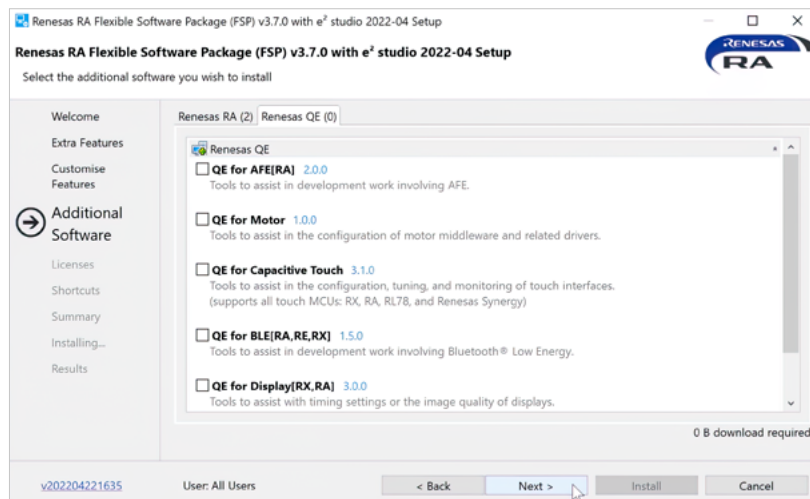 Renesas RA Flexible Software Package (FSP) v3.7.0 with e² studio 2022-04 Setup
Renesas RA Flexible Software Package (FSP) v3.7.0 with e² studio 2022-04 Setup
Select the additional software you wish to install
RENESAS
RA
Welcome
Extra Features
Customise
Features
Additional
Software
Licenses
Shortcuts
Summary
Installing...
Results
Renesas RA (2) Renesas QE (0)
Renesas QE
QE for AFE[RA] 2.0.0
Tools to assist in development work involving AFE.
QE for Motor 1.0.0
Tools to assist in the configuration of motor middleware and related drivers.
QE for Capacitive Touch 3.1.0
Tools to assist in the configuration, tuning, and monitoring of touch interfaces.
(supports all touch MCUs: RX, RA, RL78, and Renesas Synergy)
QE for BLE[RA,RE,RX] 1.5.0
Tools to assist in development work involving Bluetooth® Low Energy.
QE for Display[RX,RA] 3.0.0
Tools to assist with timing settings or the image quality of displays.
0 B download required
v202204221635 User: All Users < Back Next > Install Cancel